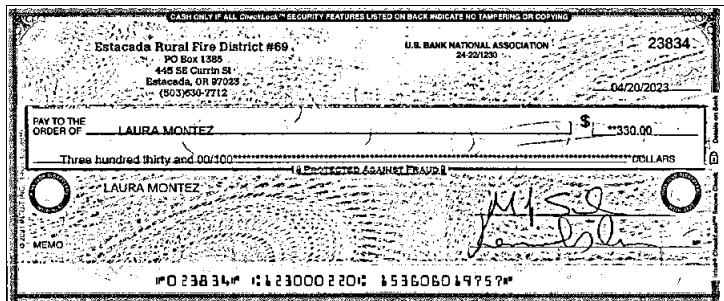 CASH ONLY IF ALL CheckLock™ SECURITY FEATURES LISTED ON BACK INDICATE NO TAMPERING OR COPYING
Estacada Rural Fire District #69
PO Box 1385
445 SE Currin St
Estacada, OR 97023
(503)630-7712
U.S. BANK NATIONAL ASSOCIATION
24-22/1230
23834
04/20/2023
PAY TO THE
ORDER OF LAURA MONTEZ $ **330.00
Three hundred thirty and 00/100 DOLLARS
PROTECTED AGAINST FRAUD
LAURA MONTEZ
MEMO
⑈023834⑈ ⑆123000220⑆ 153606019757⑈